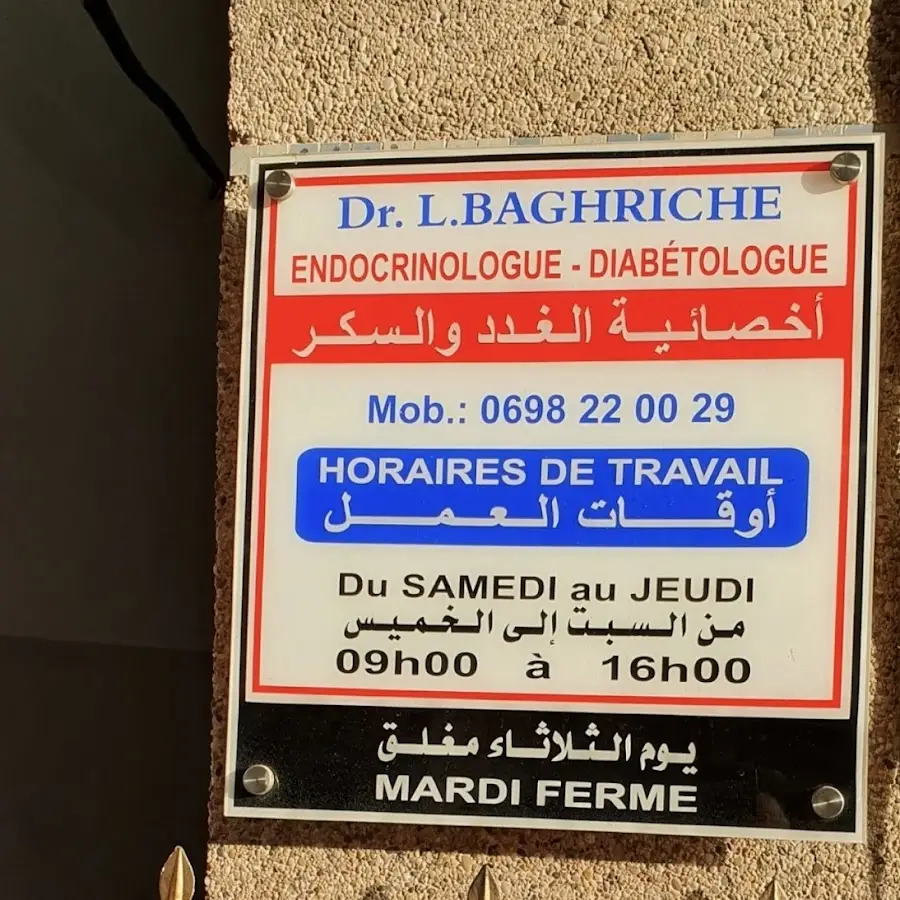 Dr. L.BAGHRICHE
ENDOCRINOLOGUE - DIABÉTOLOGUE
أخصائية الغدد والسكر
Mob.: 0698 22 00 29
HORAIRES DE TRAVAIL
أوقات العمل
Du SAMEDI au JEUDI
من السبت إلى الخميس
09h00 à 16h00
يوم الثلاثاء مغلق
MARDI FERME